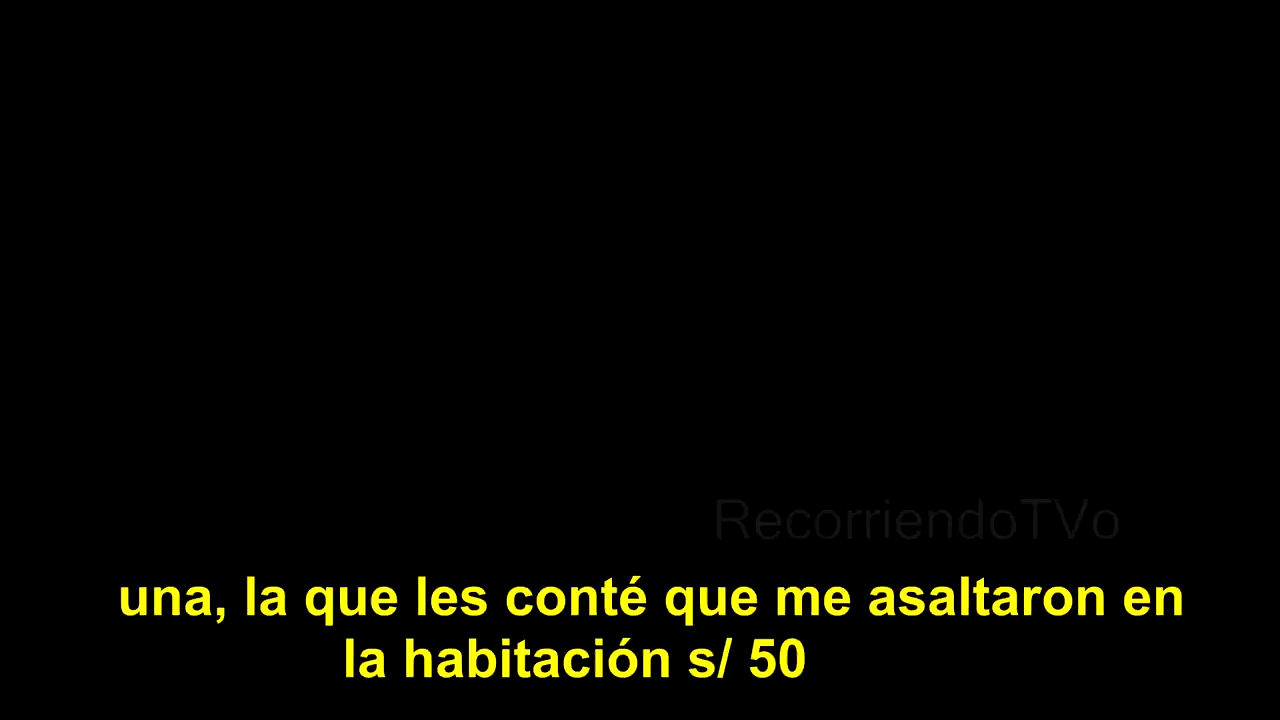 RecorriendoTVo
una, la que les conté que me asaltaron en
la habitación s/ 50